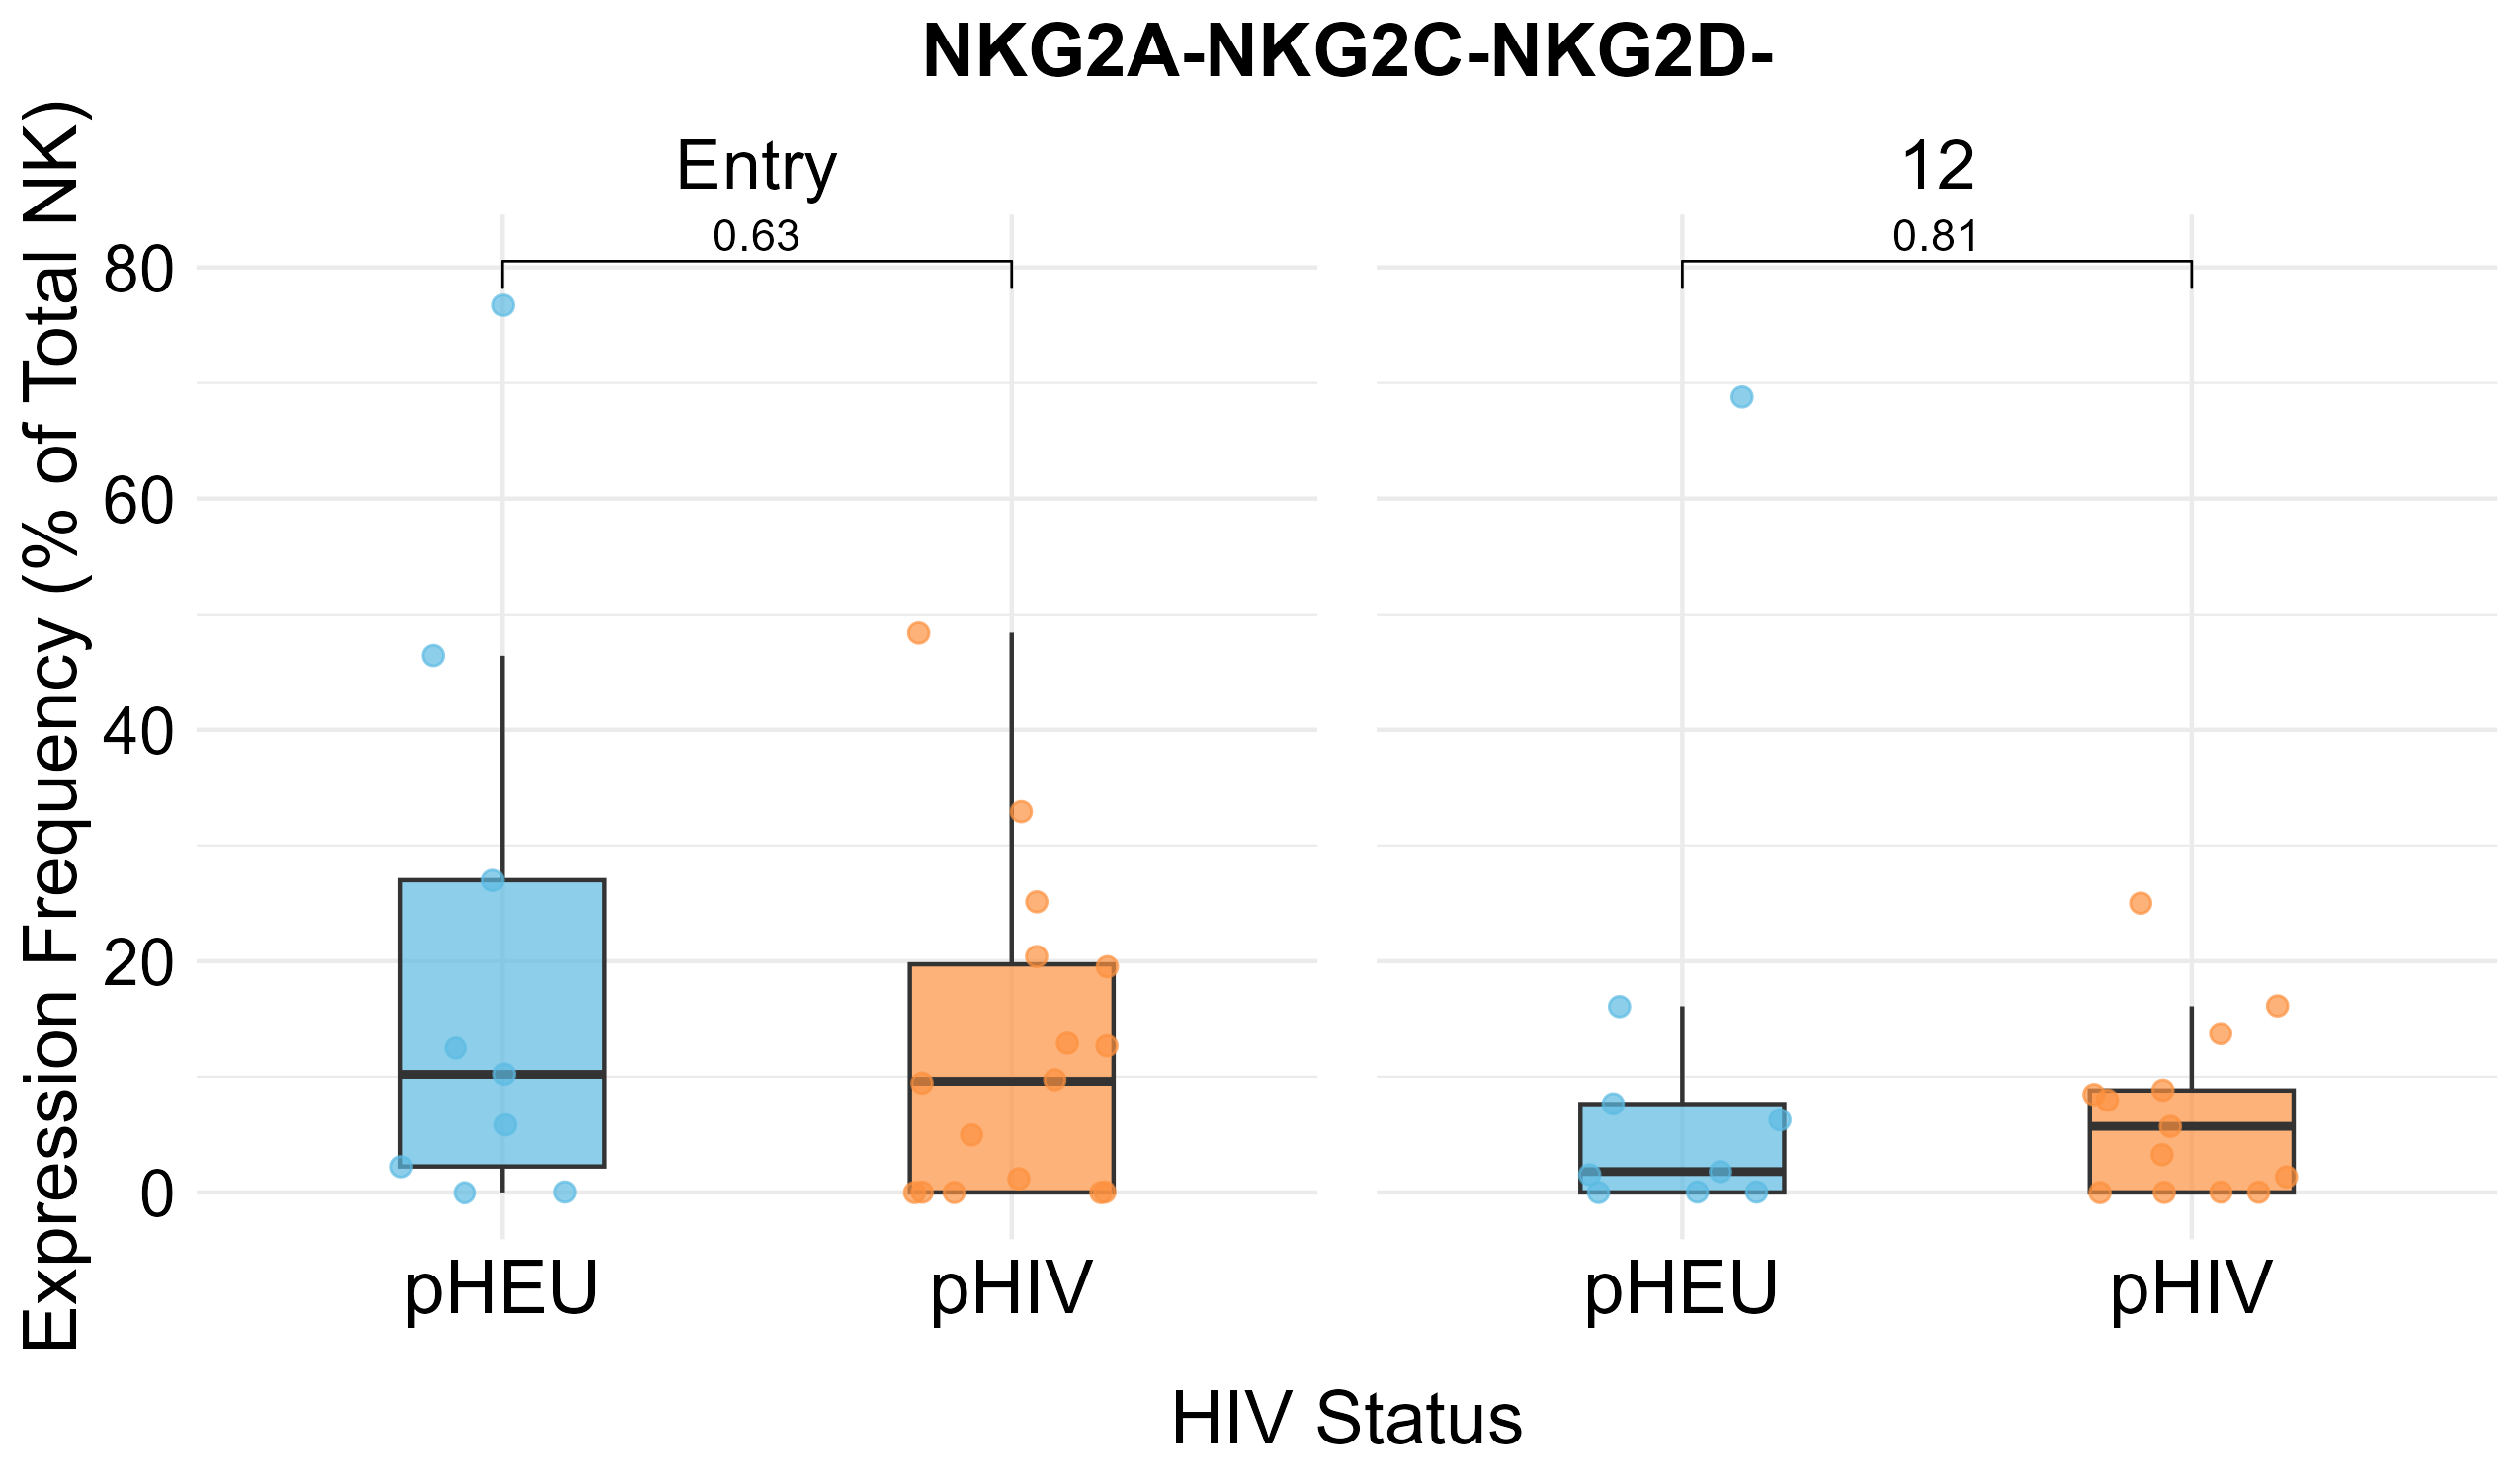 NKG2A-NKG2C-NKG2D-
Expression Frequency (% of Total NK)
Entry
12
0.63
0.81
80
60
40
20
0
pHEU
pHIV
pHEU
pHIV
HIV Status